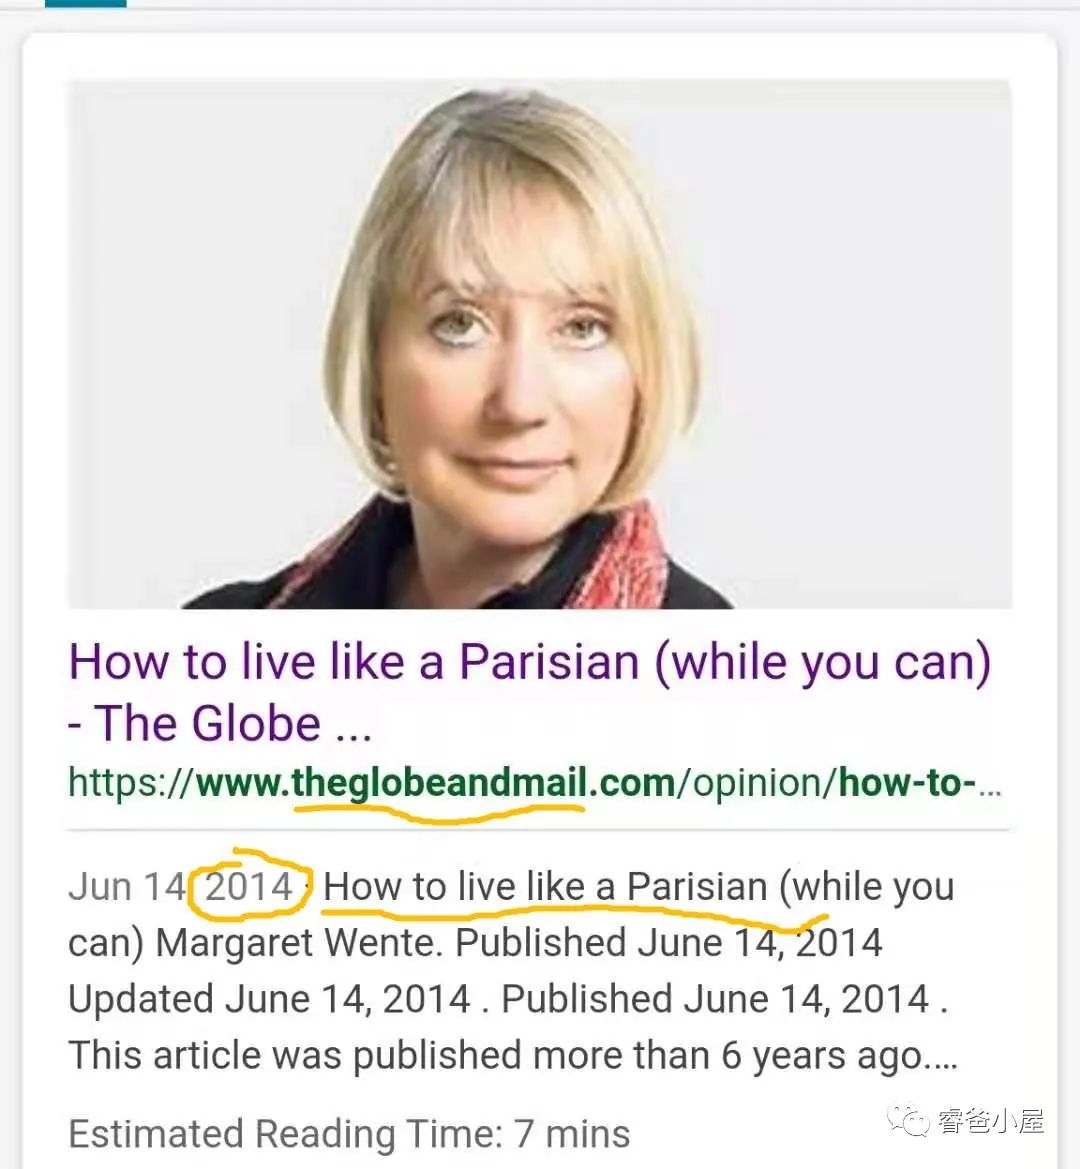 How to live like a Parisian (while you can)
- The Globe ...
https://www.theglobeandmail.com/opinion/how-to-...
Jun 14, 2014 · How to live like a Parisian (while you
can) Margaret Wente. Published June 14, 2014
Updated June 14, 2014 . Published June 14, 2014 .
This article was published more than 6 years ago....
Estimated Reading Time: 7 mins
睿爸小屋